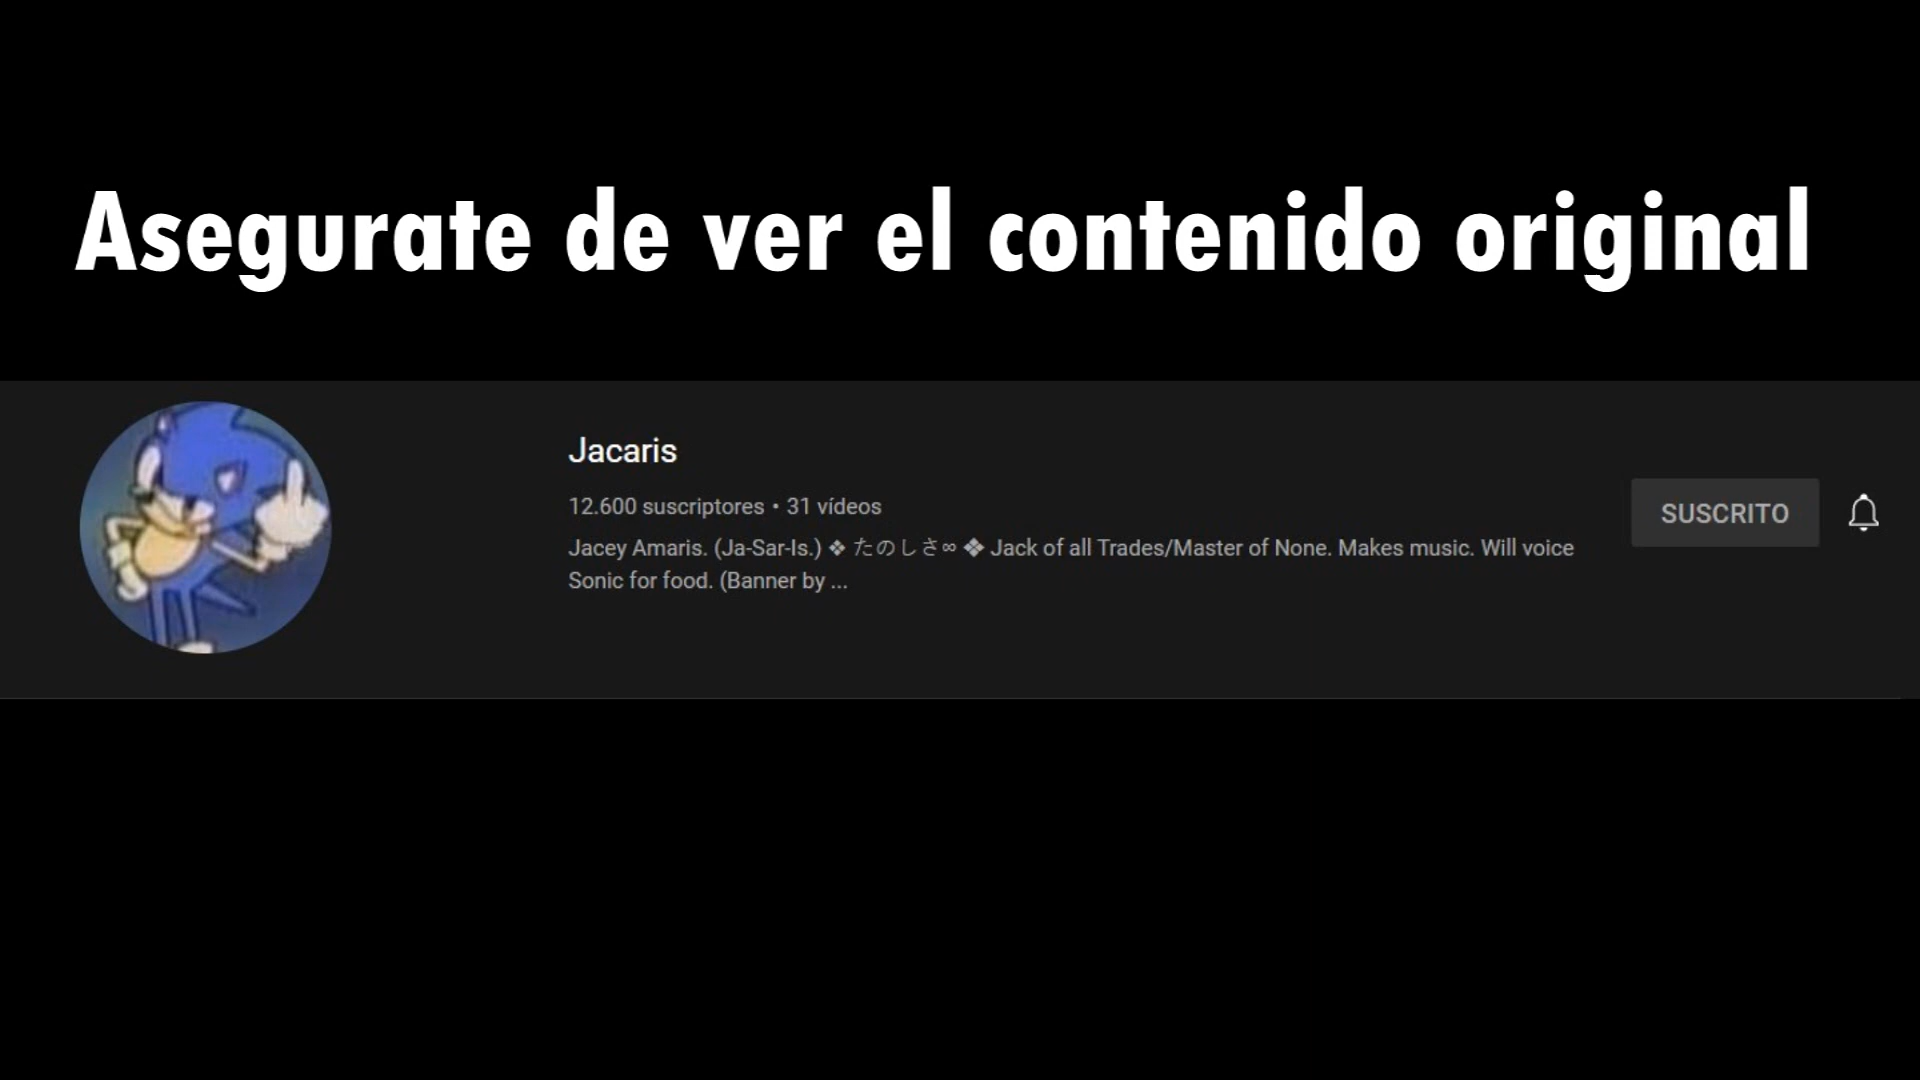 Asegurate de ver el contenido original
Jacaris
12.600 suscriptores • 31 vídeos
Jacey Amaris. (Ja-Sar-Is.) ❖ たのしさ∞ ❖ Jack of all Trades/Master of None. Makes music. Will voice
Sonic for food. (Banner by ...
SUSCRITO